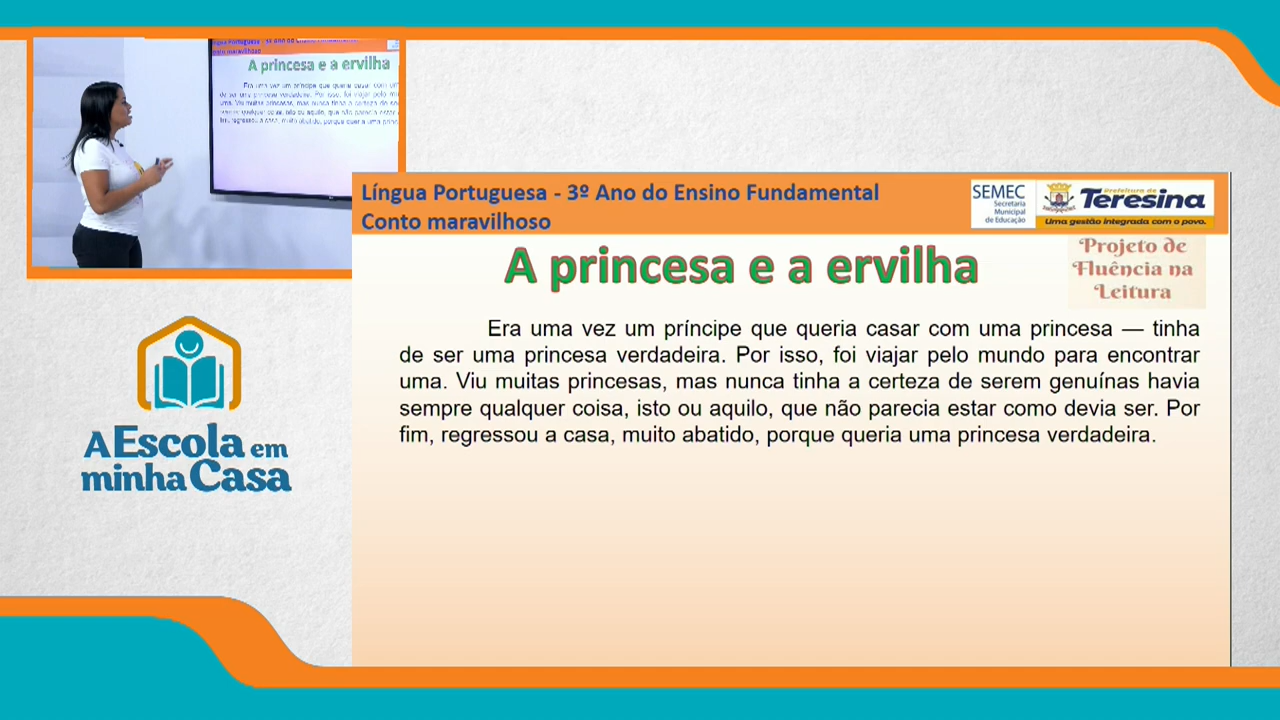 Língua Portuguesa - 3º Ano do Ensino Fundamental
Conto maravilhoso
SEMEC
Secretaria
Municipal
de Educação
Prefeitura de
Teresina
Uma gestão integrada com o povo.
A princesa e a ervilha
Projeto de
Fluência na
Leitura
Era uma vez um príncipe que queria casar com uma princesa — tinha
de ser uma princesa verdadeira. Por isso, foi viajar pelo mundo para encontrar
uma. Viu muitas princesas, mas nunca tinha a certeza de serem genuínas havia
sempre qualquer coisa, isto ou aquilo, que não parecia estar como devia ser. Por
fim, regressou a casa, muito abatido, porque queria uma princesa verdadeira.
A princesa e a ervilha
A Escola em
minha Casa